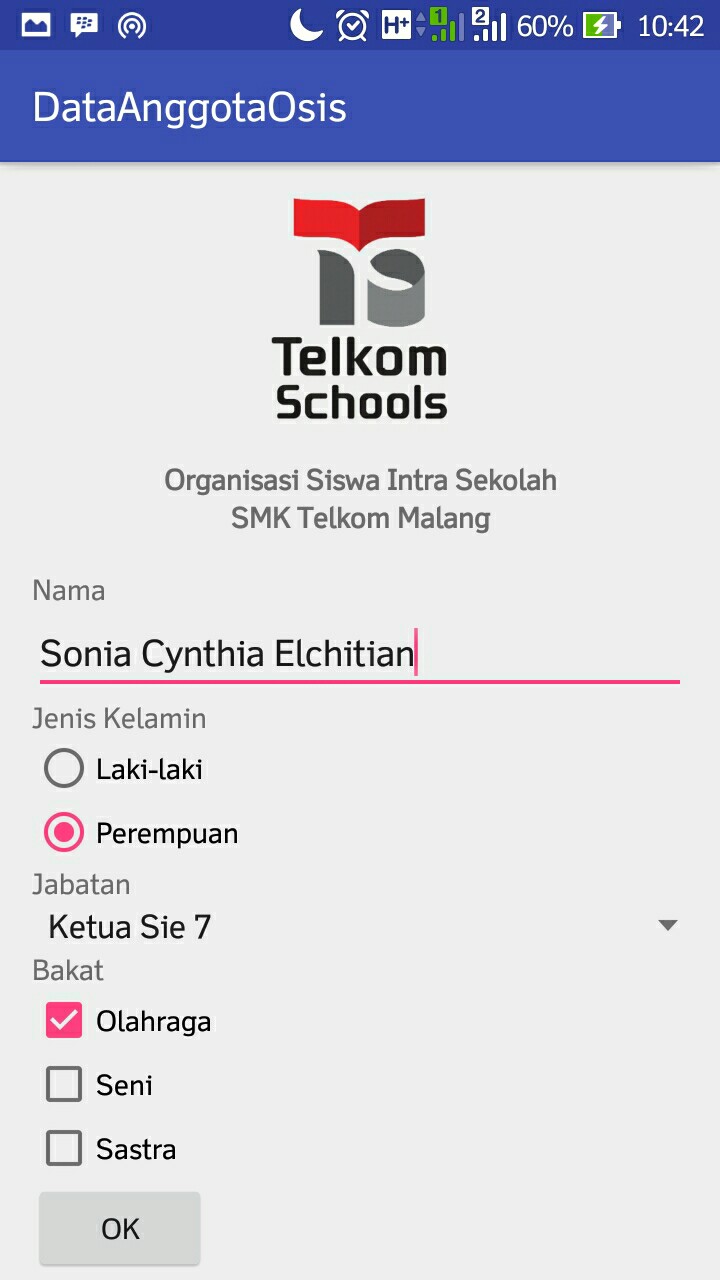 H+ 1 2 60% 10:42
DataAnggotaOsis
Telkom
Schools
Organisasi Siswa Intra Sekolah
SMK Telkom Malang
Nama
Sonia Cynthia Elchitian
Jenis Kelamin
Laki-laki
Perempuan
Jabatan
Ketua Sie 7
Bakat
Olahraga
Seni
Sastra
OK